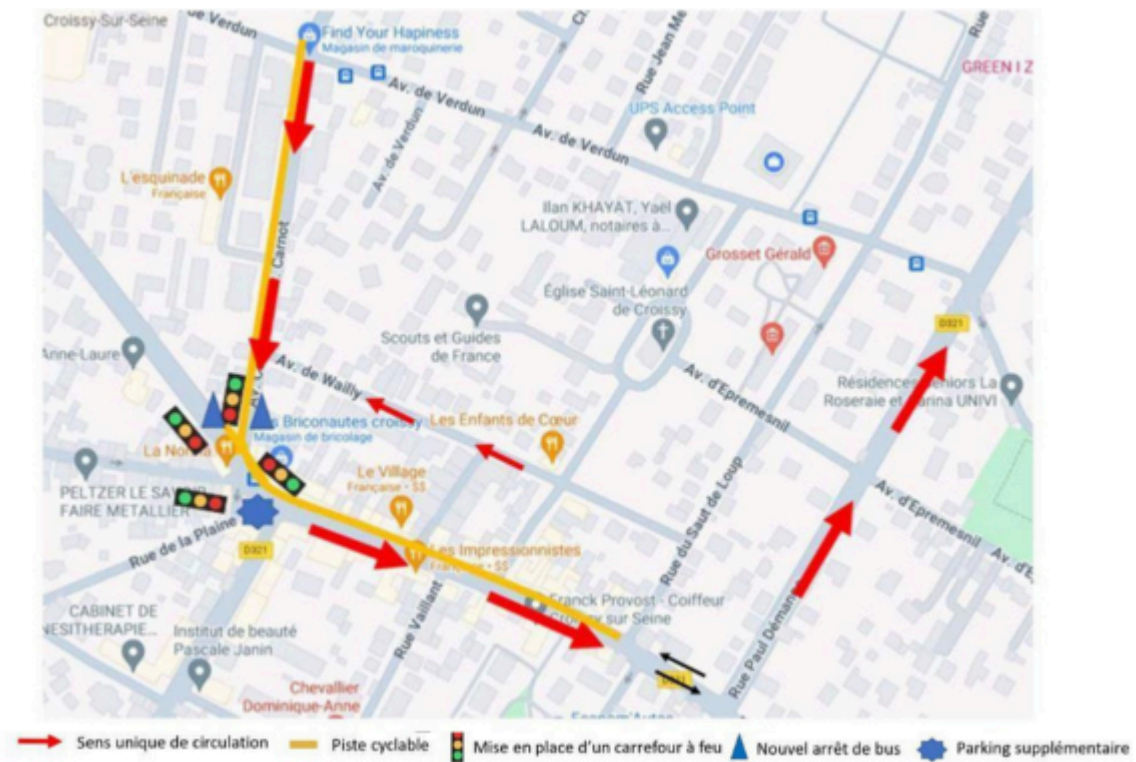 Croissy-Sur-Seine
de Verdun
Find Your Hapiness
Magasin de maroquinerie
Av. de Verdun
Av. de Verdun
Av. de Verdun
Rue Jean Me
Rue
GREEN I Z
UPS Access Point
L'esquinade
Française
Ilan KHAYAT, Yaël
LALOUM, notaires à...
Carnot
Grosset Gérald
Église Saint-Léonard
de Croissy
Scouts et Guides
de France
D321
Anne-Laure
Av. de Wailly
Av. d'Epremesnil
Résidences Seniors La
Roseraie et
UNIVI
Les Enfants de Cœur
Briconautes croissy
Magasin de bricolage
La
Le Village
Française · $$
PELTZER LE SAVOIR
FAIRE METALLIER
Rue de la Plaine
D321
Les Impressionnistes
Rue du Saut de Loup
Av. d'Epremesnil
Av. d'E
Rue Vaillant
Franck Provost - Coiffeur
Croissy sur Seine
Rue Paul Déman
CABINET DE
NESITHERAPIE...
Institut de beauté
Pascale Janin
Chevallier
Dominique-Anne
Sens unique de circulation
Piste cyclable
Mise en place d'un carrefour à feu
Nouvel arrêt de bus
Parking supplémentaire